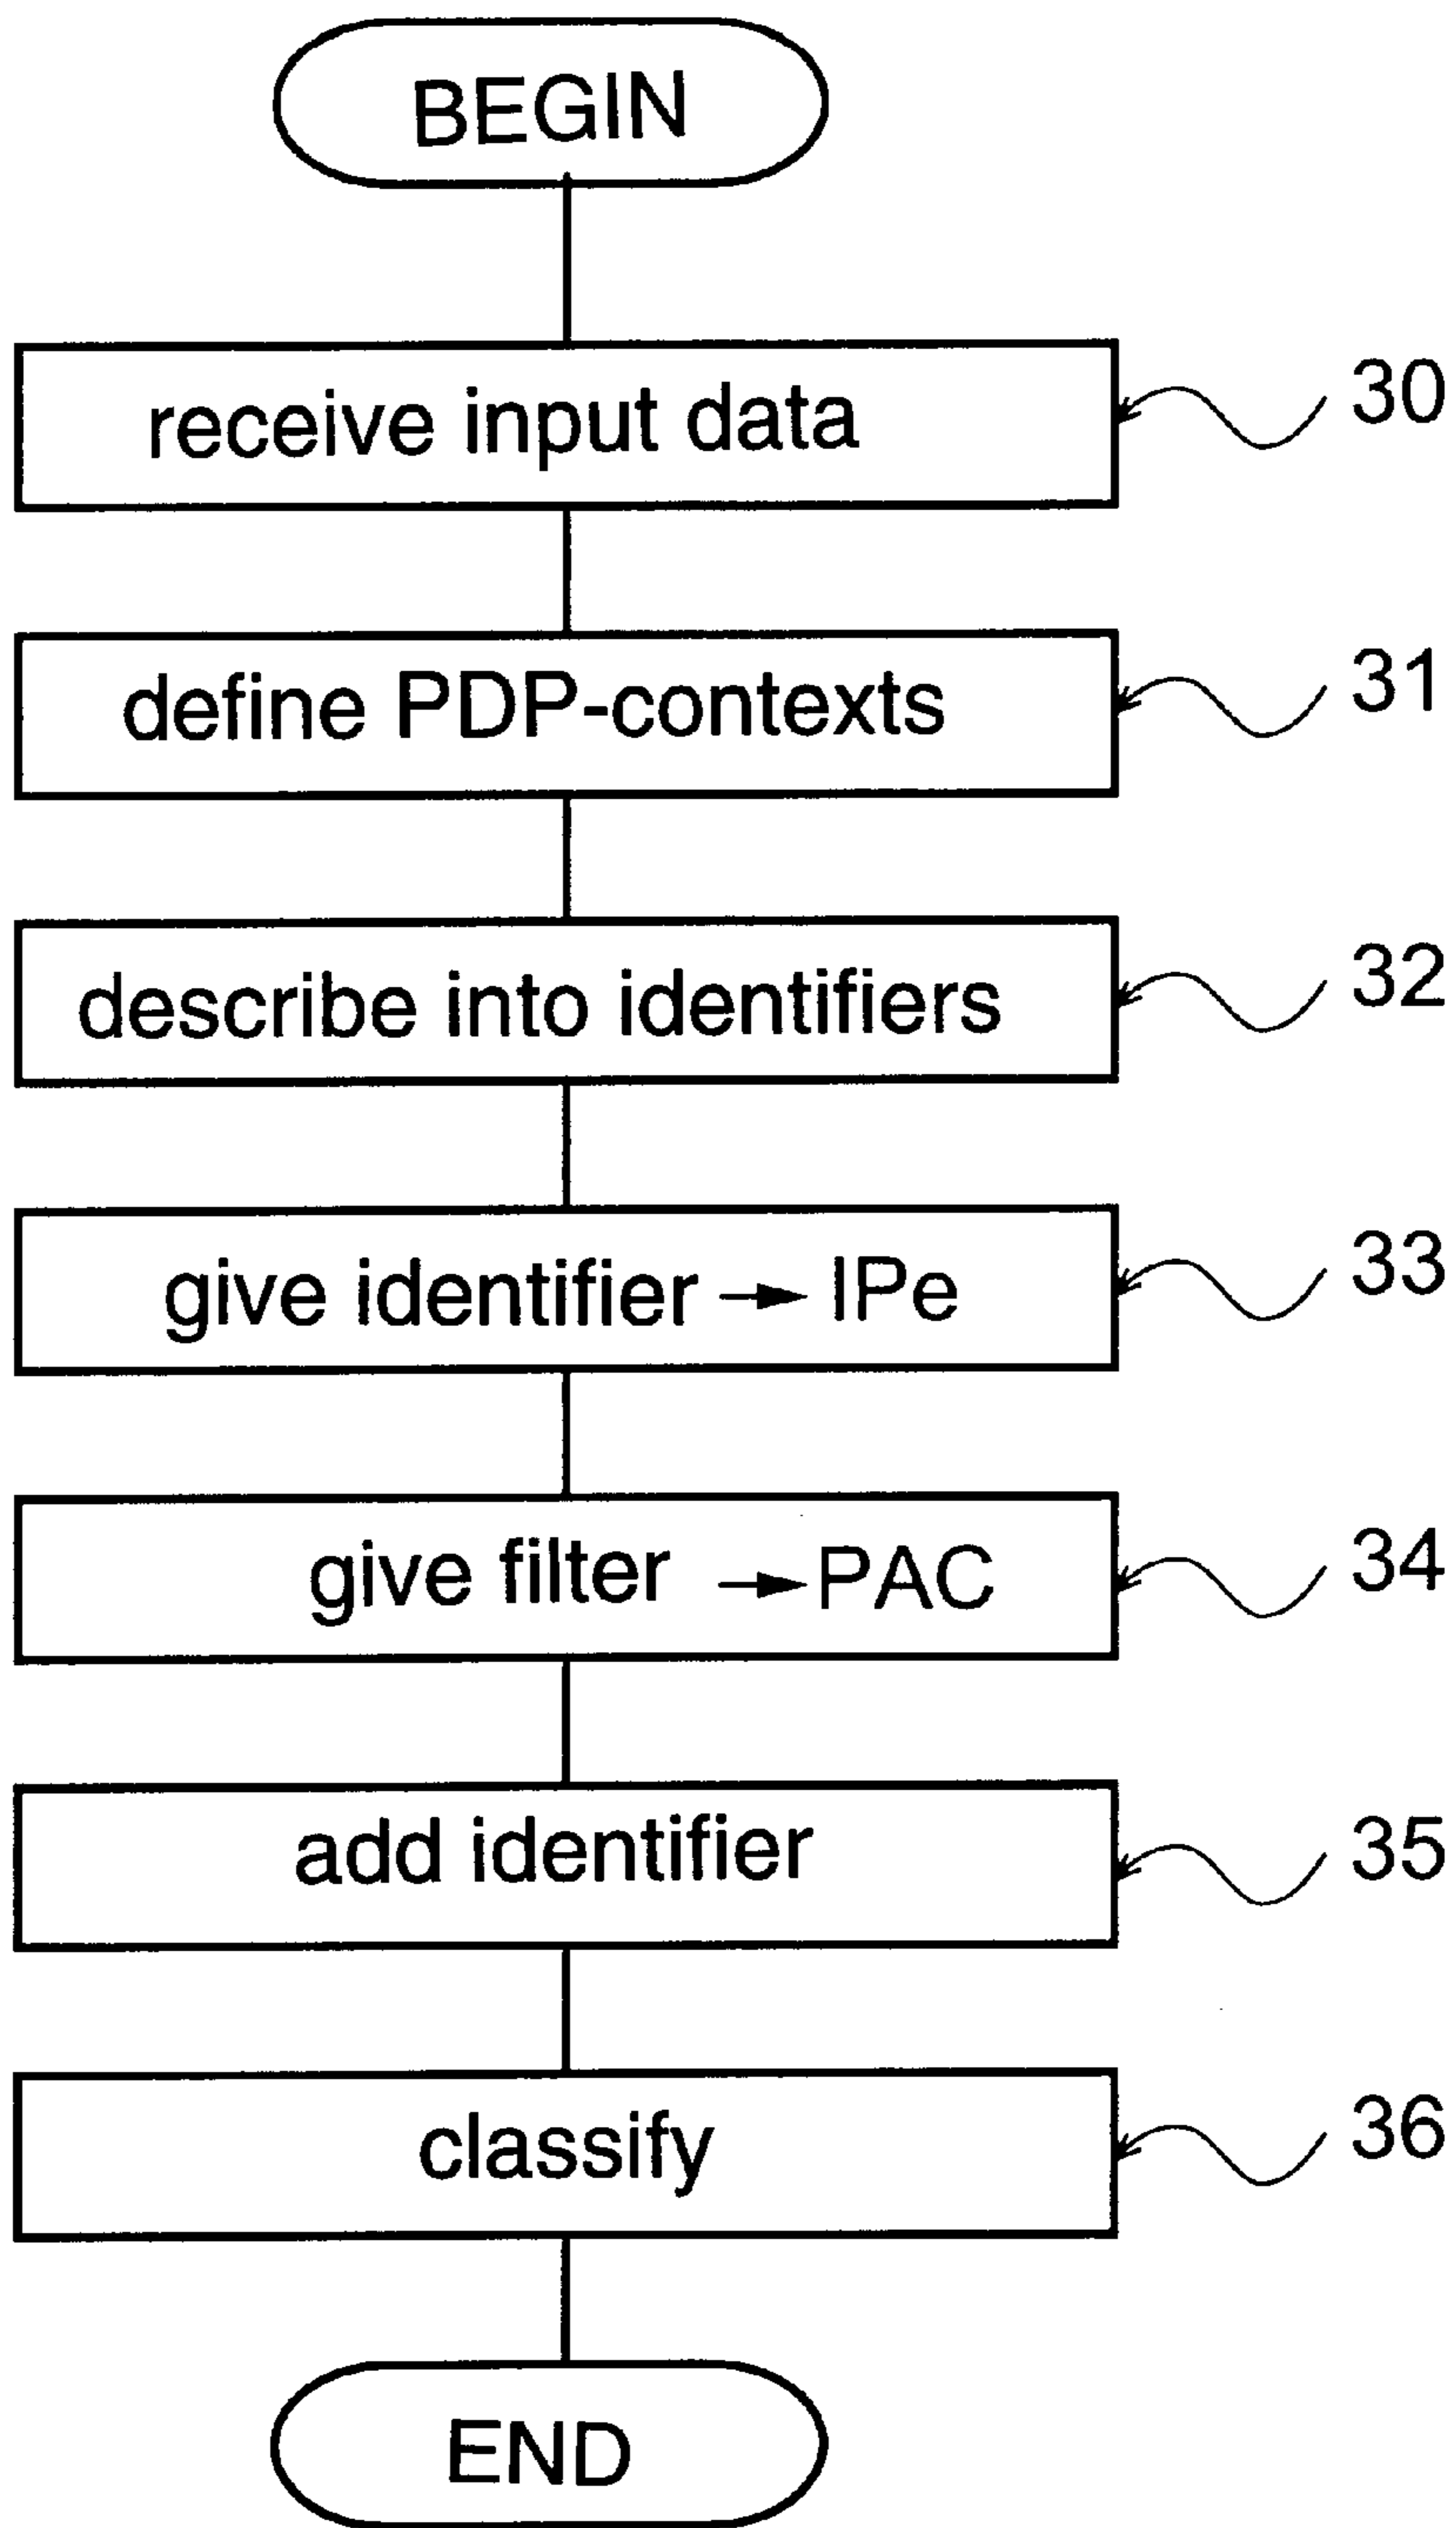 BEGIN
receive input data 30
define PDP-contexts 31
describe into identifiers 32
give identifier → IPe 33
give filter → PAC 34
add identifier 35
classify 36
END